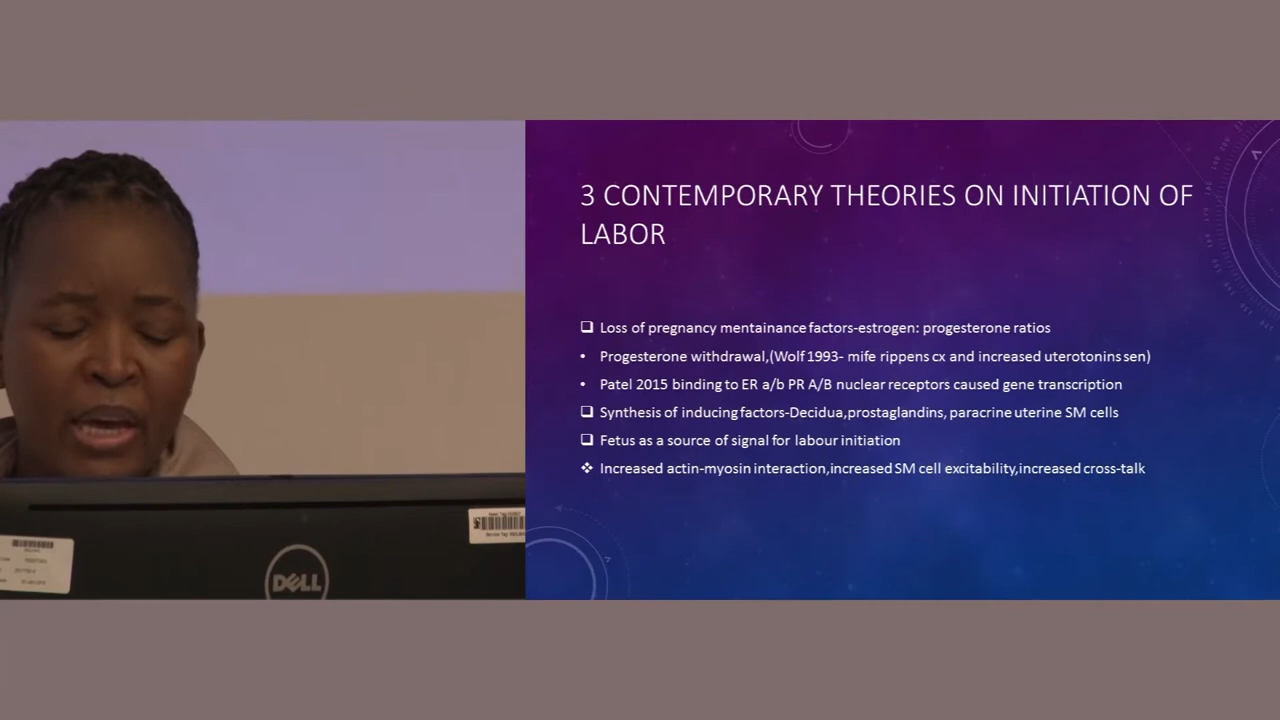 3 CONTEMPORARY THEORIES ON INITIATION OF
LABOR
Loss of pregnancy mentainance factors-estrogen: progesterone ratios
Progesterone withdrawal,(Wolf 1993- mife rippens cx and increased uterotonins sen)
Patel 2015 binding to ER a/b PR A/B nuclear receptors caused gene transcription
Synthesis of inducing factors-Decidua,prostaglandins, paracrine uterine SM cells
Fetus as a source of signal for labour initiation
Increased actin-myosin interaction,increased SM cell excitability,increased cross-talk
DELL